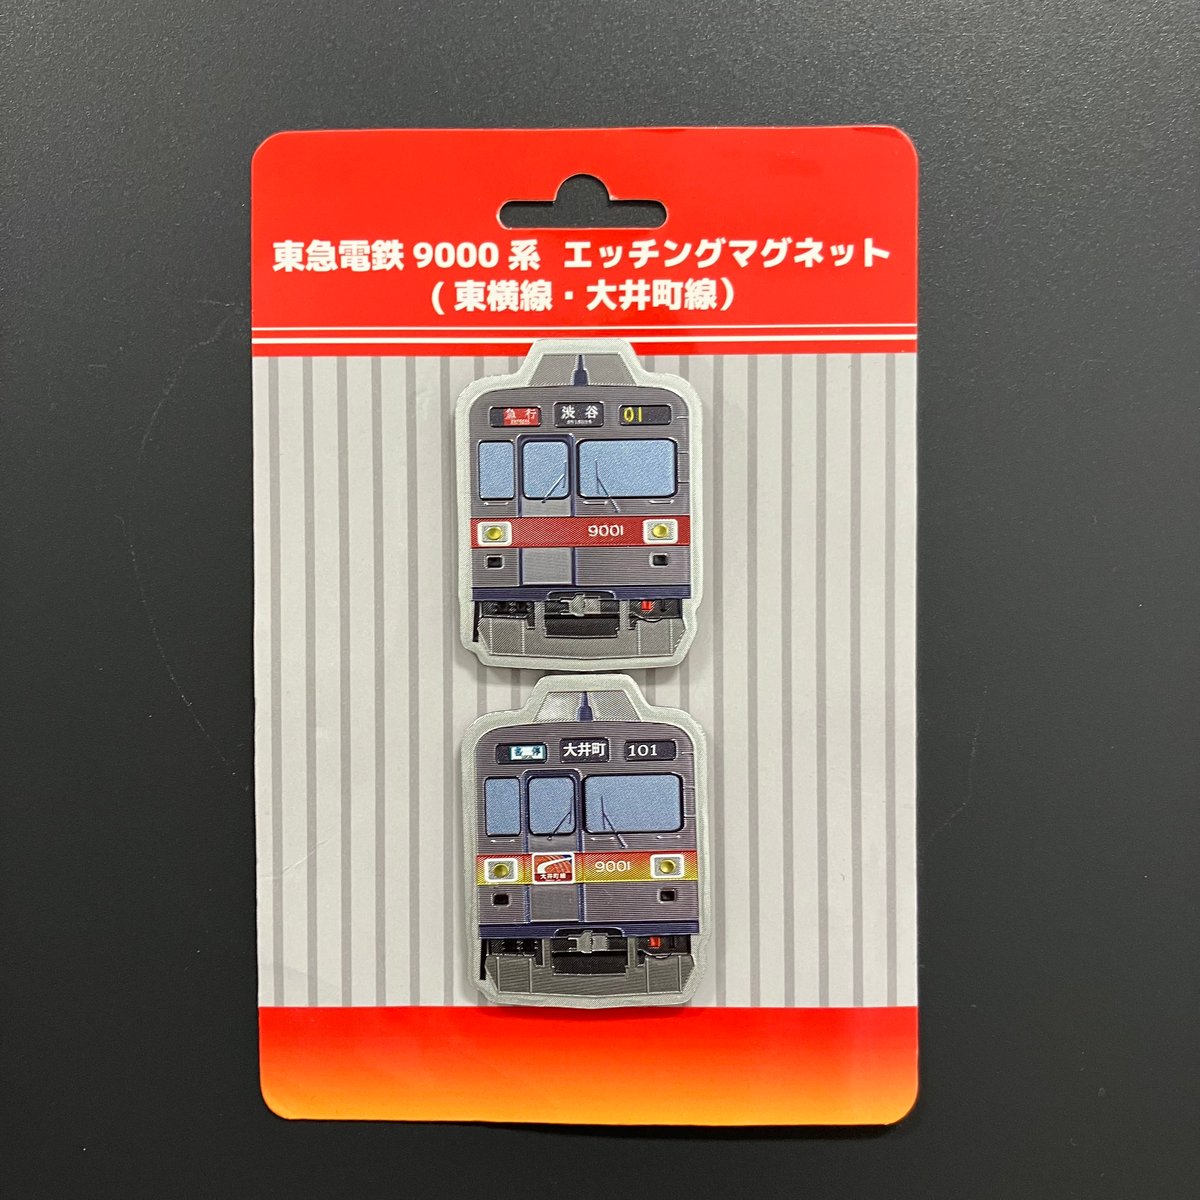 東急電鉄 9000 系 エッチングマグネット
(東横線・大井町線)
急行 渋谷 01
9001
各停 大井町 101
9001
大井町線